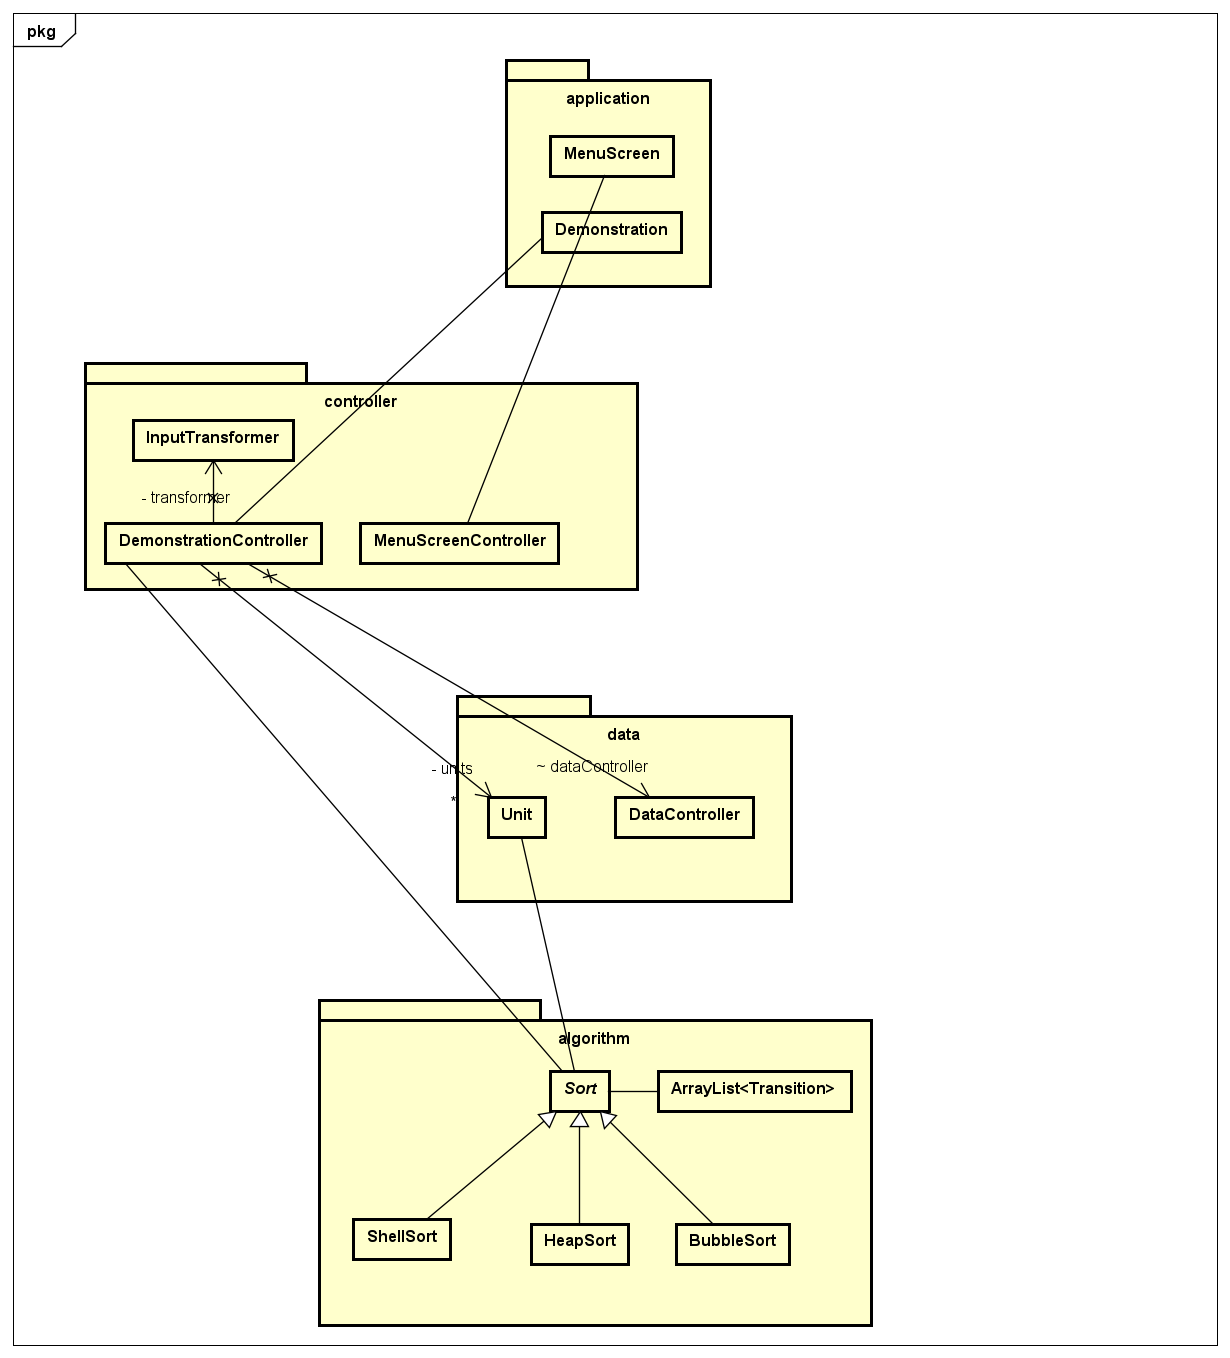 pkg
application
MenuScreen
Demonstration
controller
InputTransformer
- transformer
DemonstrationController
MenuScreenController
data
- units
~ dataController
*
Unit
DataController
algorithm
Sort
ArrayList<Transition>
ShellSort
HeapSort
BubbleSort